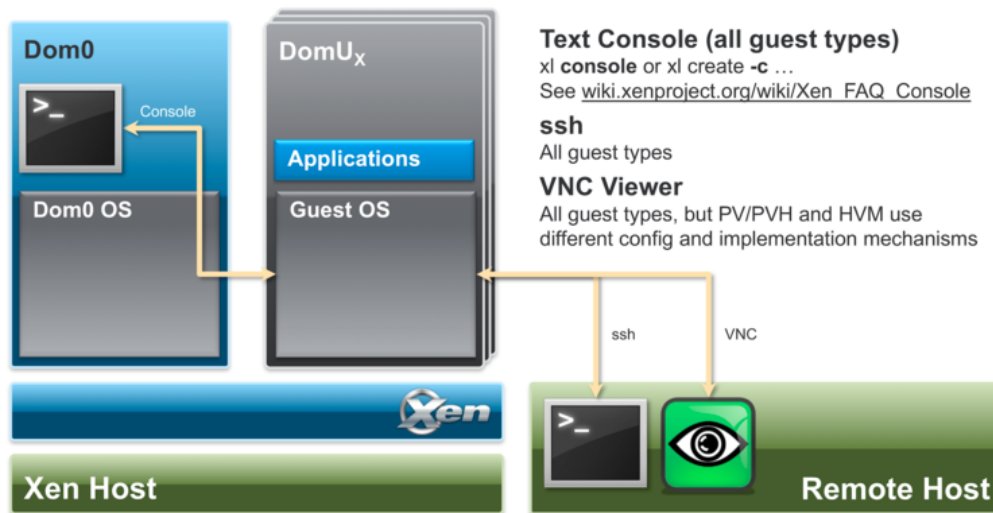 Dom0
>_
Console
Dom0 OS
DomUX
Applications
Guest OS
Text Console (all guest types)
xl console or xl create -c …
See wiki.xenproject.org/wiki/Xen_FAQ_Console
ssh
All guest types
VNC Viewer
All guest types, but PV/PVH and HVM use
different config and implementation mechanisms
ssh
VNC
Xen
Xen Host
>_
Remote Host